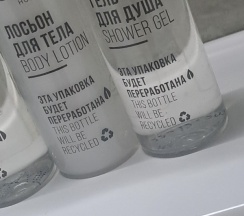 ЛОСЬОН
ДЛЯ ТЕЛА
BODY LOTION
ЭТА УПАКОВКА
БУДЕТ
ПЕРЕРАБОТАНА
THIS BOTTLE
WILL BE
RECYCLED
ДЛЯ ДУША
SHOWER GEL
ЭТА УПАКОВКА
БУДЕТ
ПЕРЕРАБОТАНА
THIS BOTTLE
WILL BE
RECYCLED